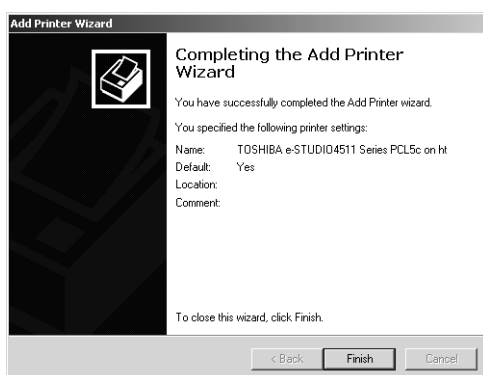 Add Printer Wizard
Completing the Add Printer
Wizard
You have successfully completed the Add Printer wizard.
You specified the following printer settings:
Name: TOSHIBA e-STUDIO4511 Series PCL5c on ht
Default: Yes
Location:
Comment:
To close this wizard, click Finish.
< Back Finish Cancel